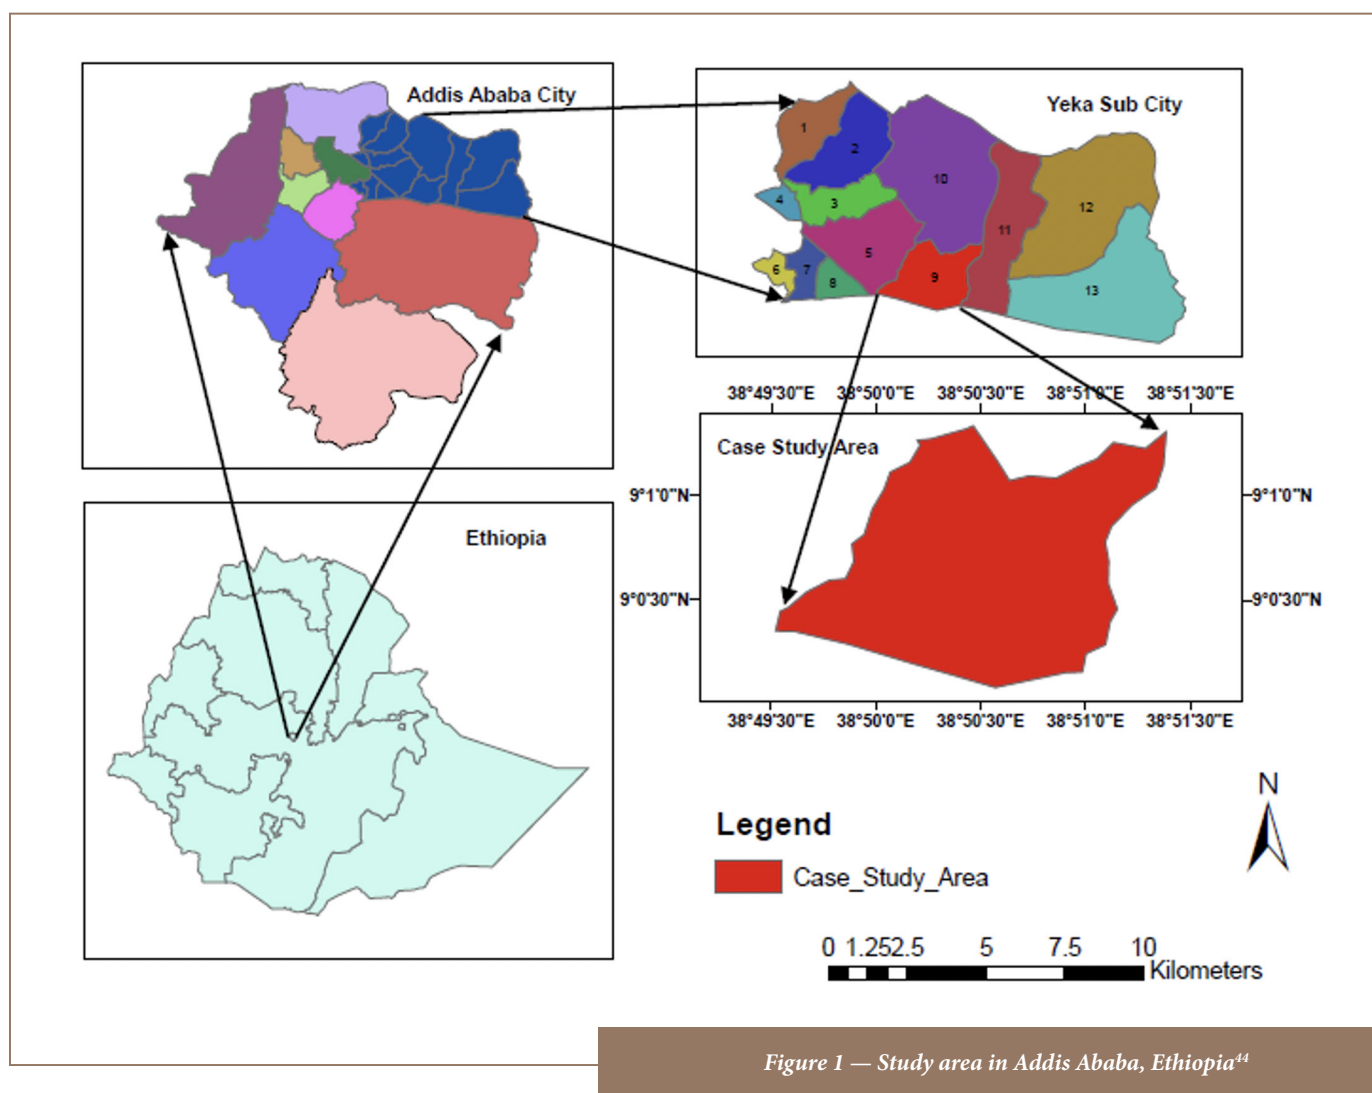 Addis Ababa City
Yeka Sub City
1
2
3
4
5
6
7
8
9
10
11
12
13
38°49'30"E 38°50'0"E 38°50'30"E 38°51'0"E 38°51'30"E
Case Study Area
9°1'0"N 9°1'0"N
9°0'30"N 9°0'30"N
38°49'30"E 38°50'0"E 38°50'30"E 38°51'0"E 38°51'30"E
Ethiopia
N
Legend
Case_Study_Area
0 1.252.5 5 7.5 10
Kilometers
Figure 1 — Study area in Addis Ababa, Ethiopia⁴⁴